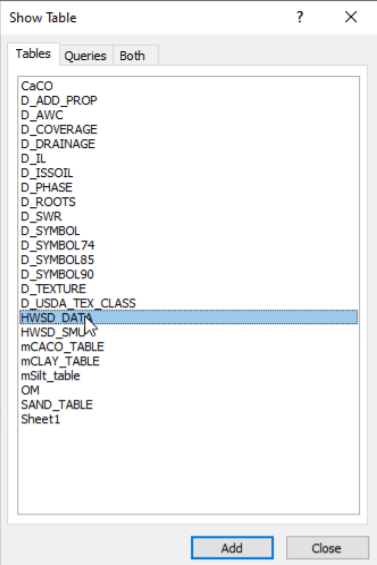 Show Table
?
Tables Queries Both
CaCO
D_ADD_PROP
D_AWC
D_COVERAGE
D_DRAINAGE
D_IL
D_ISSOIL
D_PHASE
D_ROOTS
D_SWR
D_SYMBOL
D_SYMBOL74
D_SYMBOL85
D_SYMBOL90
D_TEXTURE
D_USDA_TEX_CLASS
HWSD_DATA
HWSD_SMU
mCACO_TABLE
mCLAY_TABLE
mSilt_table
OM
SAND_TABLE
Sheet1
Add Close